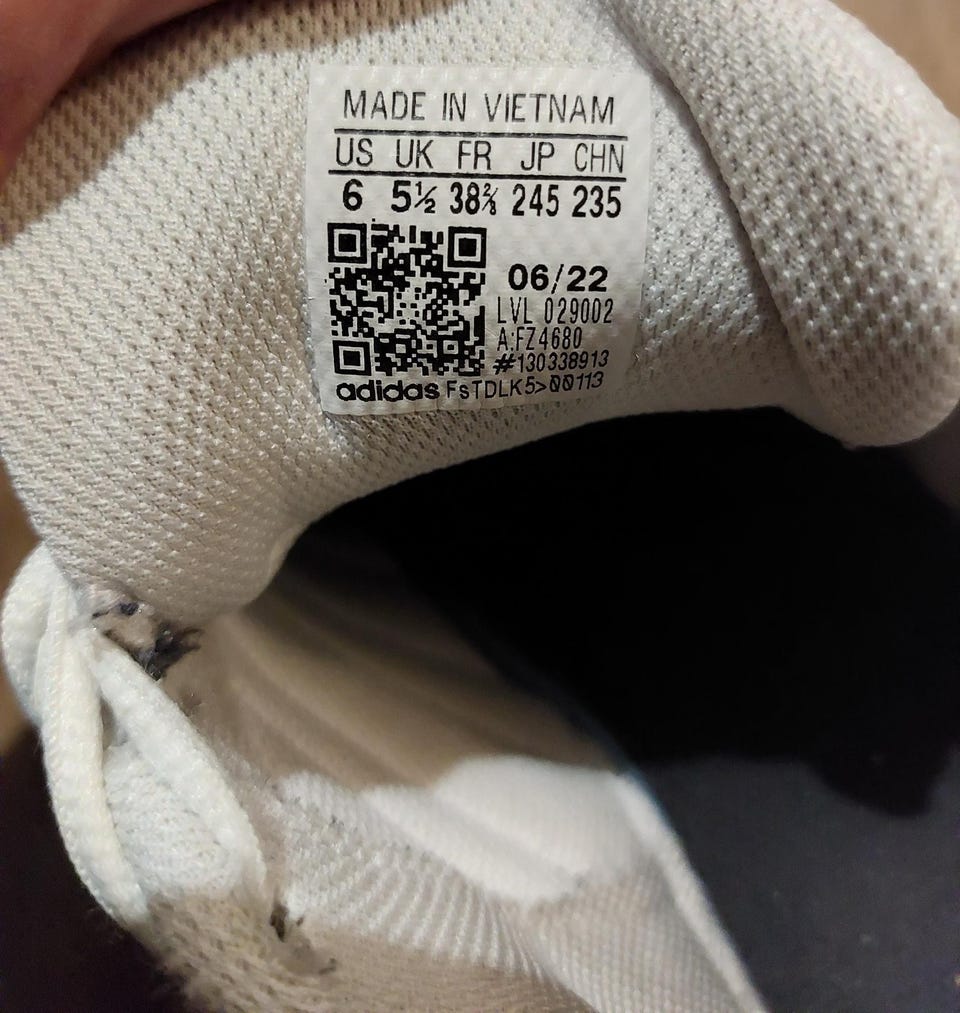 MADE IN VIETNAM
US UK FR JP CHN
6 5½ 38⅔ 245 235
06/22
LVL 029002
A:FZ4680
#130338913
adidas FsTDLK5>00113